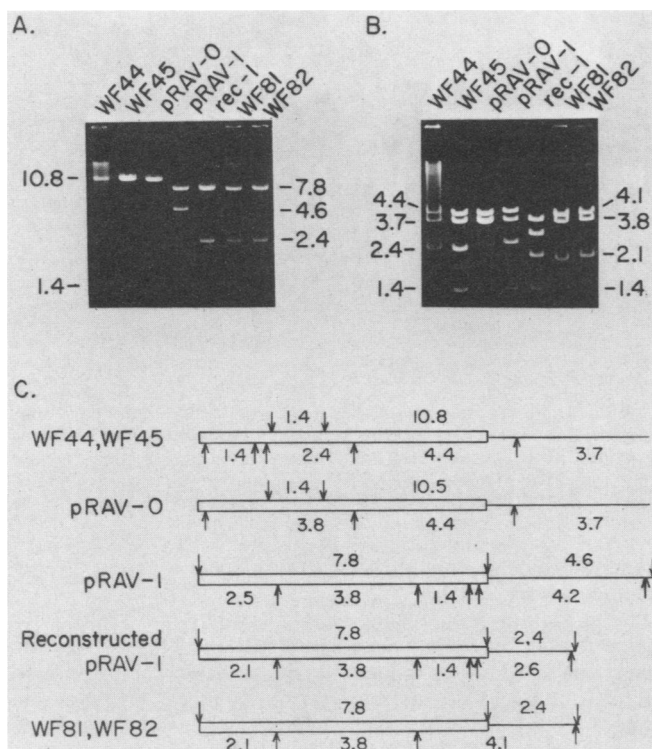 A.
B.
WF44
WF45
pRAV-O
pRAV-1
rec-1
WF81
WF82
WF44
WF45
pRAV-O
pRAV-1
rec-1
WF81
WF82
10.8
7.8
4.6
2.4
1.4
4.4
3.7
2.4
1.4
4.1
3.8
2.1
1.4
C.
1.4 10.8
WF44,WF45
1.4 2.4 4.4 3.7
1.4 10.5
pRAV-O
3.8 4.4 3.7
7.8 4.6
pRAV-1
2.5 3.8 1.4 4.2
7.8 2.4
Reconstructed
pRAV-1
2.1 3.8 1.4 2.6
7.8 2.4
WF81,WF82
2.1 3.8 4.1